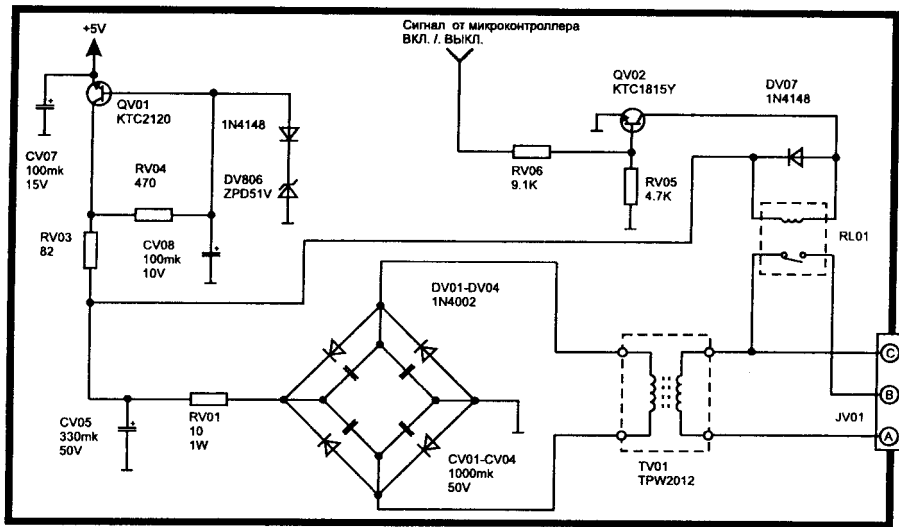 +5V
QV01
KTC2120
CV07
100mk
15V
RV04
470
1N4148
DV806
ZPD51V
RV03
82
CV08
100mk
10V
Сигнал от микроконтроллера
ВКЛ. /. ВЫКЛ.
QV02
KTC1815Y
DV07
1N4148
RV06
9.1K
RV05
4.7K
RL01
DV01-DV04
1N4002
CV05
330mk
50V
RV01
10
1W
CV01-CV04
1000mk
50V
TV01
TPW2012
C
B
JV01
A